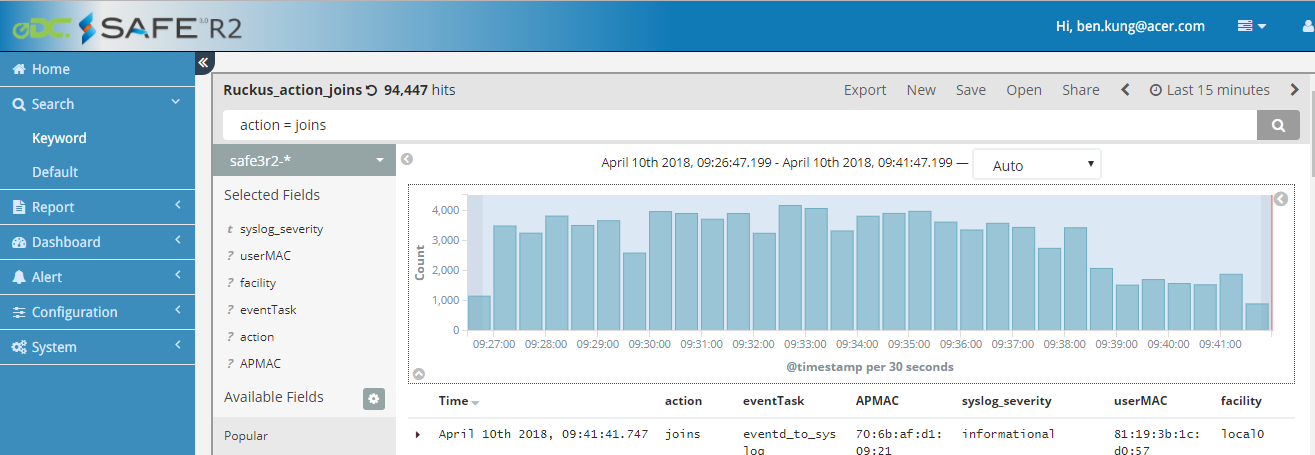 eDC. SAFE 3.0 R2
Hi, ben.kung@acer.com
Home
Search
Keyword
Default
Report
Dashboard
Alert
Configuration
System
Ruckus_action_joins 94,447 hits
Export New Save Open Share Last 15 minutes
action = joins
safe3r2-*
Selected Fields
t syslog_severity
? userMAC
? facility
? eventTask
? action
? APMAC
Available Fields
Popular
April 10th 2018, 09:26:47.199 - April 10th 2018, 09:41:47.199 — Auto
Count
4,000
3,000
2,000
1,000
0
09:27:00 09:28:00 09:29:00 09:30:00 09:31:00 09:32:00 09:33:00 09:34:00 09:35:00 09:36:00 09:37:00 09:38:00 09:39:00 09:40:00 09:41:00
@timestamp per 30 seconds
Time action eventTask APMAC syslog_severity userMAC facility
April 10th 2018, 09:41:41.747 joins eventd_to_sys 70:6b:af:d1: informational 81:19:3b:1c: local0
log 09:21 d0:57